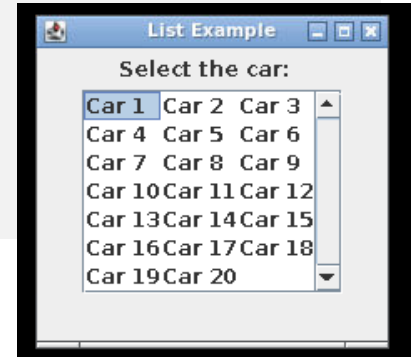 List Example
Select the car:
Car 1 Car 2 Car 3
Car 4 Car 5 Car 6
Car 7 Car 8 Car 9
Car 10 Car 11 Car 12
Car 13 Car 14 Car 15
Car 16 Car 17 Car 18
Car 19 Car 20